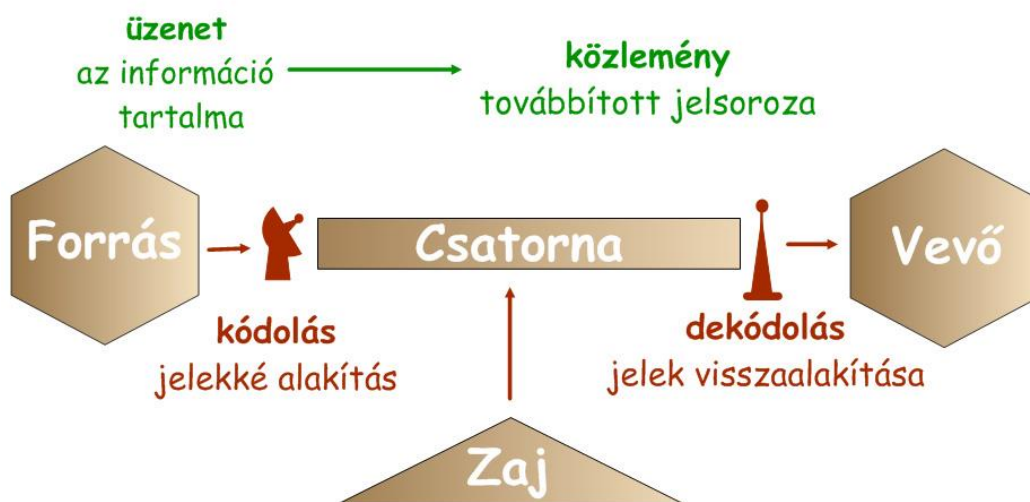 üzenet
az információ
tartalma
közlemény
továbbított jelsoroza
Forrás
Csatorna
Vevő
kódolás
jelekké alakítás
dekódolás
jelek visszaalakítása
Zaj